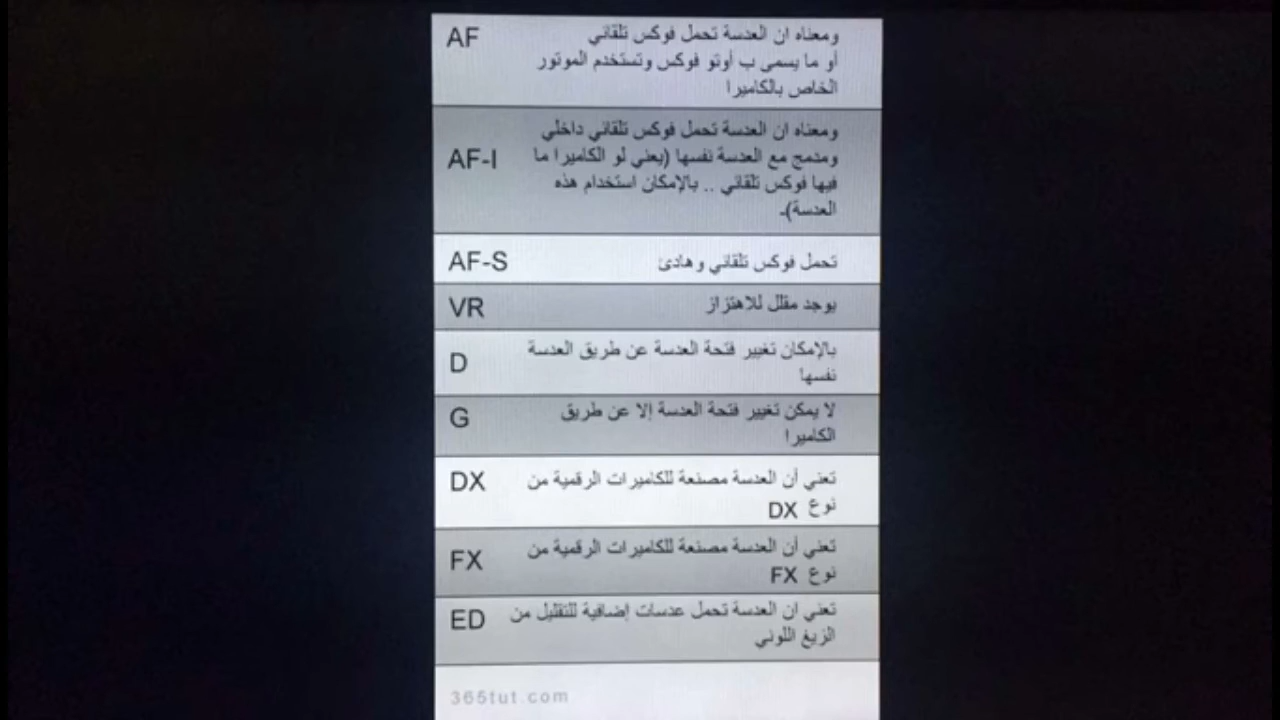 AF
ومعناه ان العدسة تحمل فوكس تلقائي
أو ما يسمى ب أوتو فوكس وتستخدم الموتور
الخاص بالكاميرا
AF-I
ومعناه ان العدسة تحمل فوكس تلقائي داخلي
ومدمج مع العدسة نفسها (يعني لو الكاميرا ما
فيها فوكس تلقائي .. بالإمكان استخدام هذه
العدسة).
AF-S
تحمل فوكس تلقائي وهادئ
VR
يوجد مقلل للاهتزاز
D
بالإمكان تغيير فتحة العدسة عن طريق العدسة
نفسها
G
لا يمكن تغيير فتحة العدسة إلا عن طريق
الكاميرا
DX
تعني أن العدسة مصنعة للكاميرات الرقمية من
نوع DX
FX
تعني أن العدسة مصنعة للكاميرات الرقمية من
نوع FX
ED
تعني ان العدسة تحمل عدسات إضافية للتقليل من
الزيغ اللوني
365tut.com